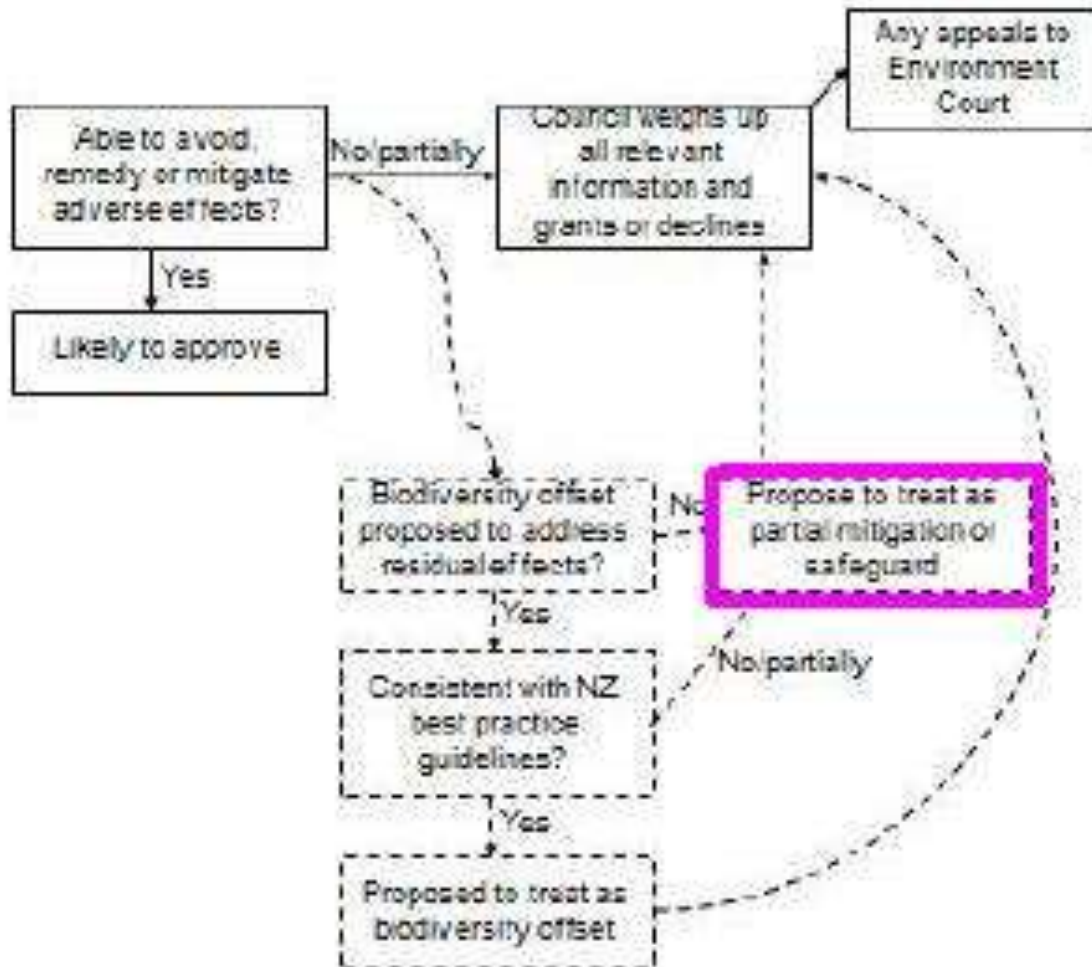 Any appeals to
Environment
Court
Able to avoid,
remedy or mitigate
adverse effects?
No/partially
Council weighs up
all relevant
information and
grants or declines
Yes
Likely to approve
Biodiversity offset
proposed to address
residual effects?
No
Propose to treat as
partial mitigation or
safeguard
Yes
No/partially
Consistent with NZ
best practice
guidelines?
Yes
Proposed to treat as
biodiversity offset